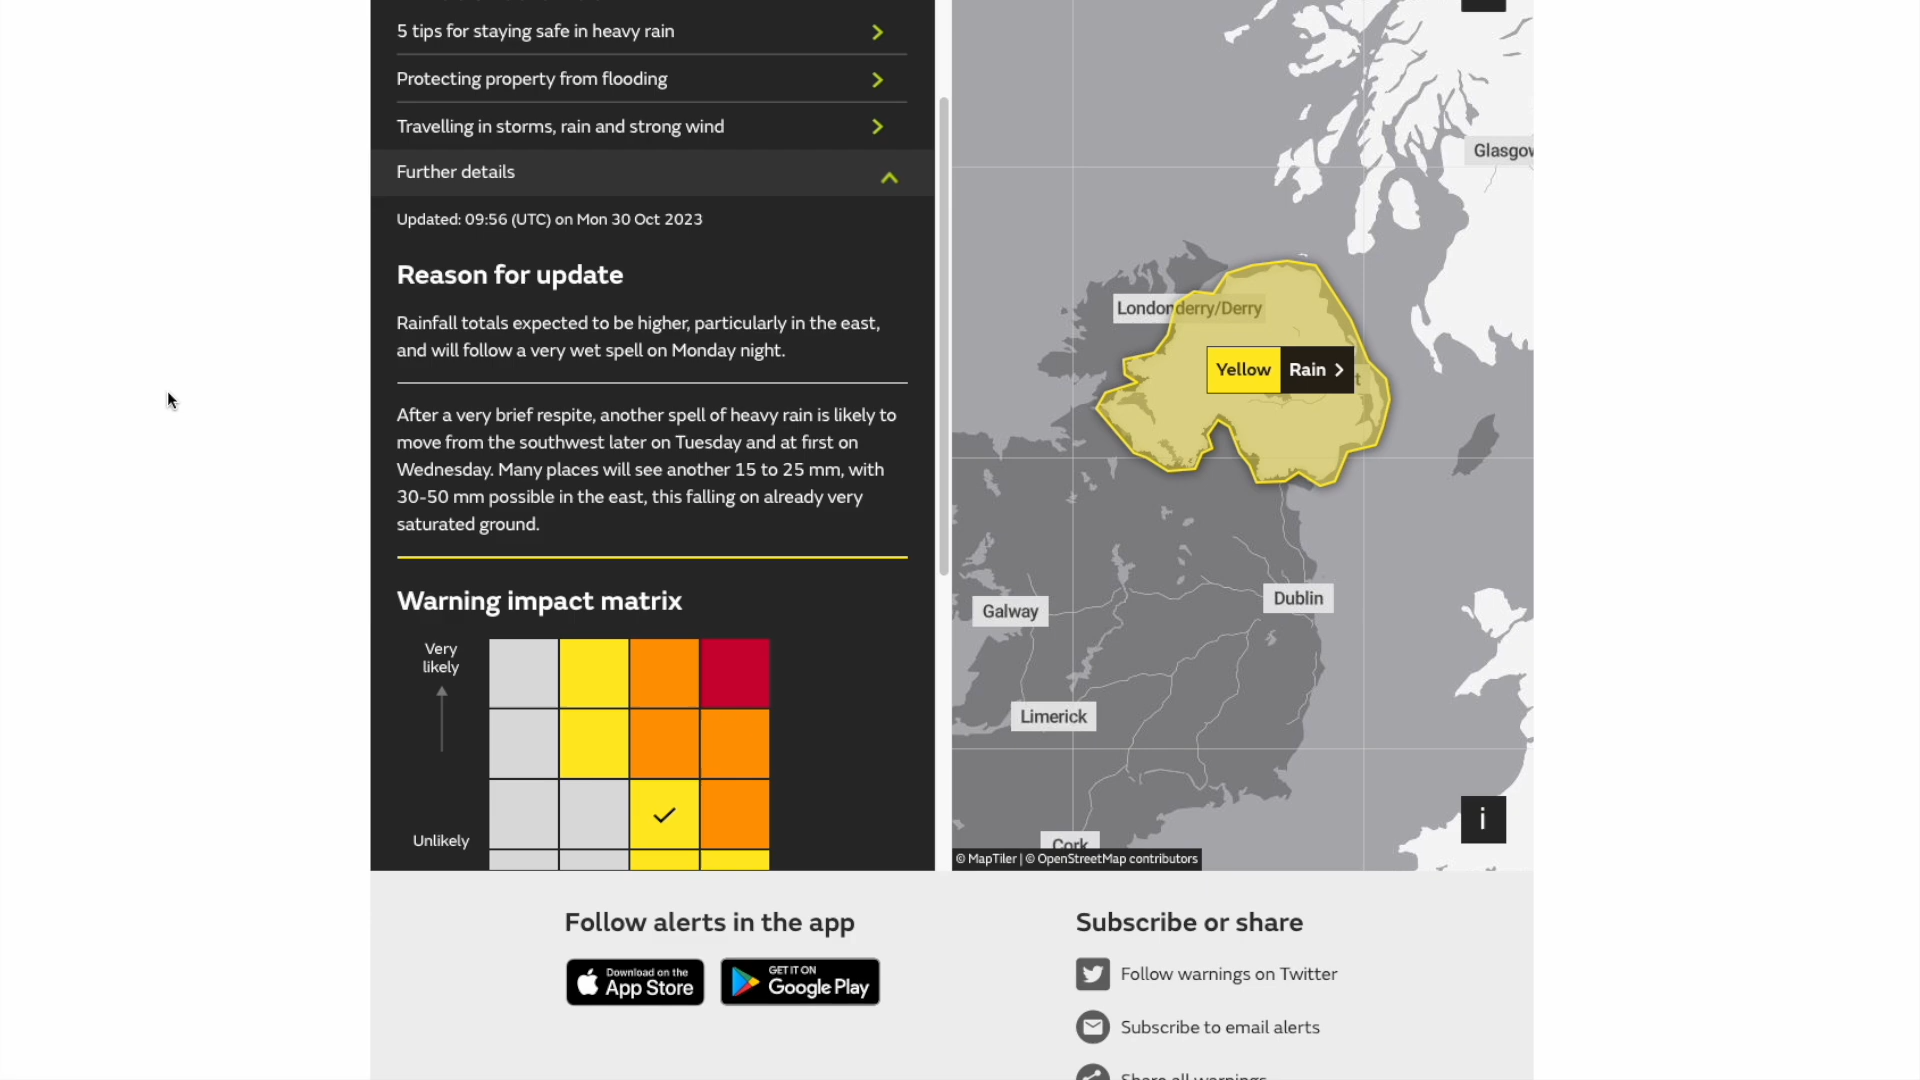 5 tips for staying safe in heavy rain
Protecting property from flooding
Travelling in storms, rain and strong wind
Further details
Updated: 09:56 (UTC) on Mon 30 Oct 2023
Reason for update
Rainfall totals expected to be higher, particularly in the east,
and will follow a very wet spell on Monday night.
After a very brief respite, another spell of heavy rain is likely to
move from the southwest later on Tuesday and at first on
Wednesday. Many places will see another 15 to 25 mm, with
30-50 mm possible in the east, this falling on already very
saturated ground.
Warning impact matrix
Very
likely
Unlikely
Glasgow
Londonderry/Derry
Yellow Rain
Dublin
Galway
Limerick
Cork
i
© MapTiler | © OpenStreetMap contributors
Follow alerts in the app
Download on the
App Store
GET IT ON
Google Play
Subscribe or share
Follow warnings on Twitter
Subscribe to email alerts
Share all warnings